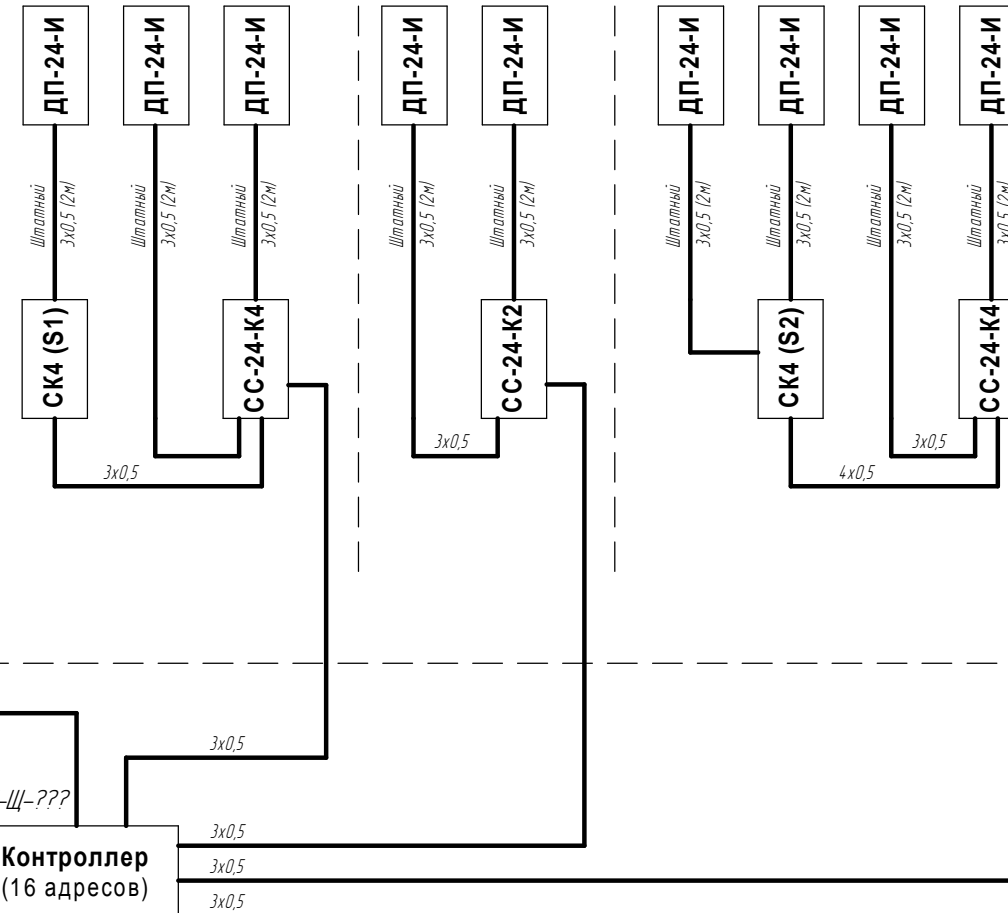 ДП-24-И
ДП-24-И
ДП-24-И
ДП-24-И
ДП-24-И
ДП-24-И
ДП-24-И
ДП-24-И
ДП-24-И
Штатный
3х0,5 (2м)
Штатный
3х0,5 (2м)
Штатный
3х0,5 (2м)
Штатный
3х0,5 (2м)
Штатный
3х0,5 (2м)
Штатный
3х0,5 (2м)
Штатный
3х0,5 (2м)
Штатный
3х0,5 (2м)
Штатный
3х0,5 (2м)
СК4 (S1)
СС-24-К4
СС-24-К2
СК4 (S2)
СС-24-К4
3х0,5
3х0,5
3х0,5
4х0,5
3х0,5
-Щ-???
3х0,5
3х0,5
3х0,5
Контроллер
(16 адресов)